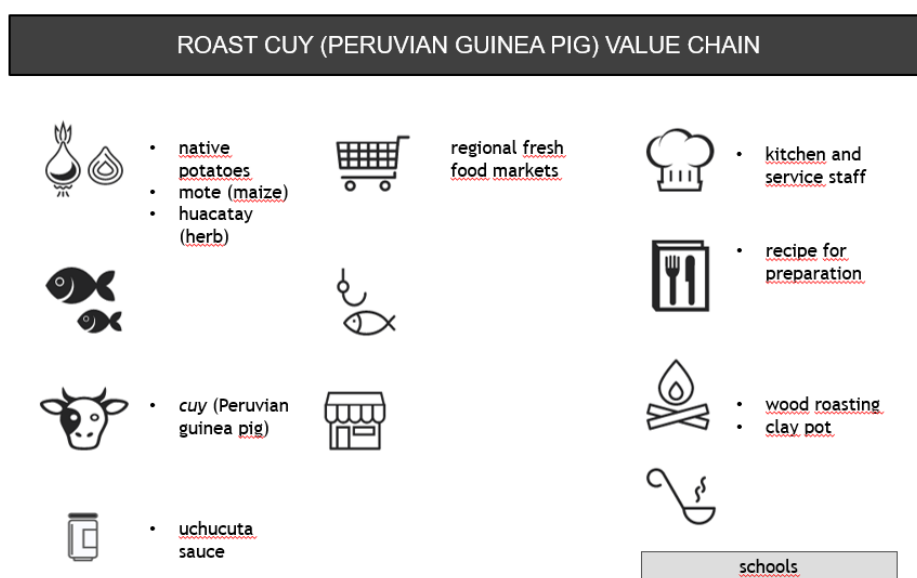 ROAST CUY (PERUVIAN GUINEA PIG) VALUE CHAIN
• native
potatoes
• mote (maize)
• huacatay
(herb)
regional fresh
food markets
• kitchen and
service staff
• recipe for
preparation
• cuy (Peruvian
guinea pig)
• wood roasting
• clay pot
• uchucuta
sauce
schools